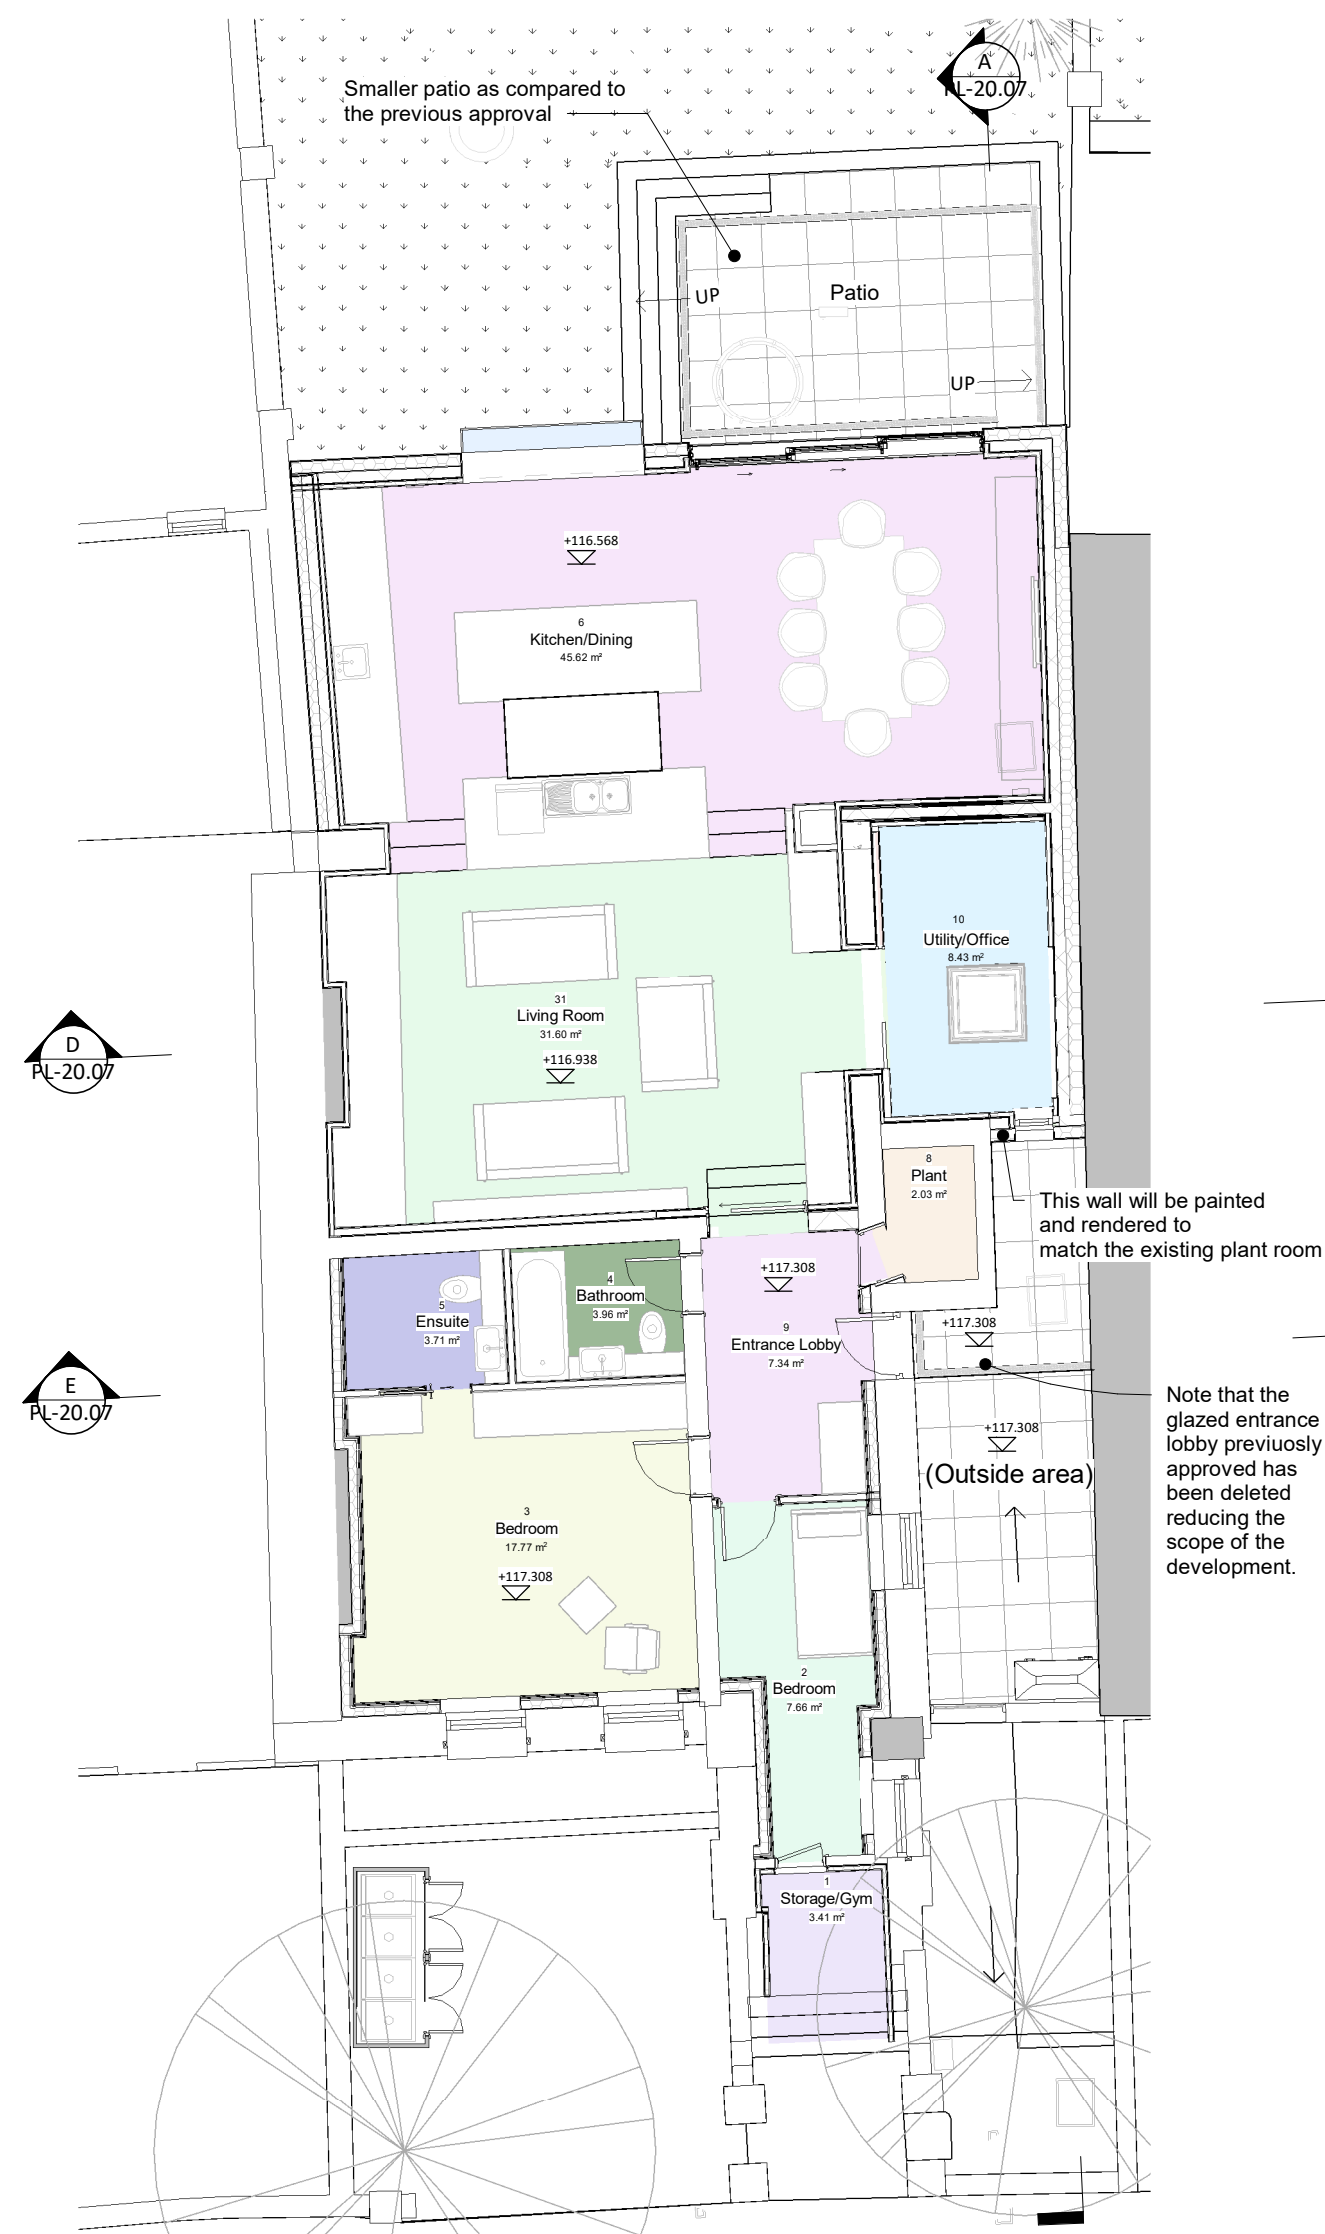 A
PL-20.07
Smaller patio as compared to
the previous approval
UP
Patio
UP
+116.568
6
Kitchen/Dining
45.62 m²
10
Utility/Office
8.43 m²
31
Living Room
31.60 m²
+116.938
D
PL-20.07
8
Plant
2.03 m²
This wall will be painted
and rendered to
match the existing plant room
+117.308
4
Bathroom
3.96 m²
5
Ensuite
3.71 m²
9
Entrance Lobby
7.34 m²
+117.308
E
PL-20.07
Note that the
glazed entrance
lobby previuosly
approved has
been deleted
reducing the
scope of the
development.
+117.308
(Outside area)
3
Bedroom
17.77 m²
+117.308
2
Bedroom
7.66 m²
1
Storage/Gym
3.41 m²